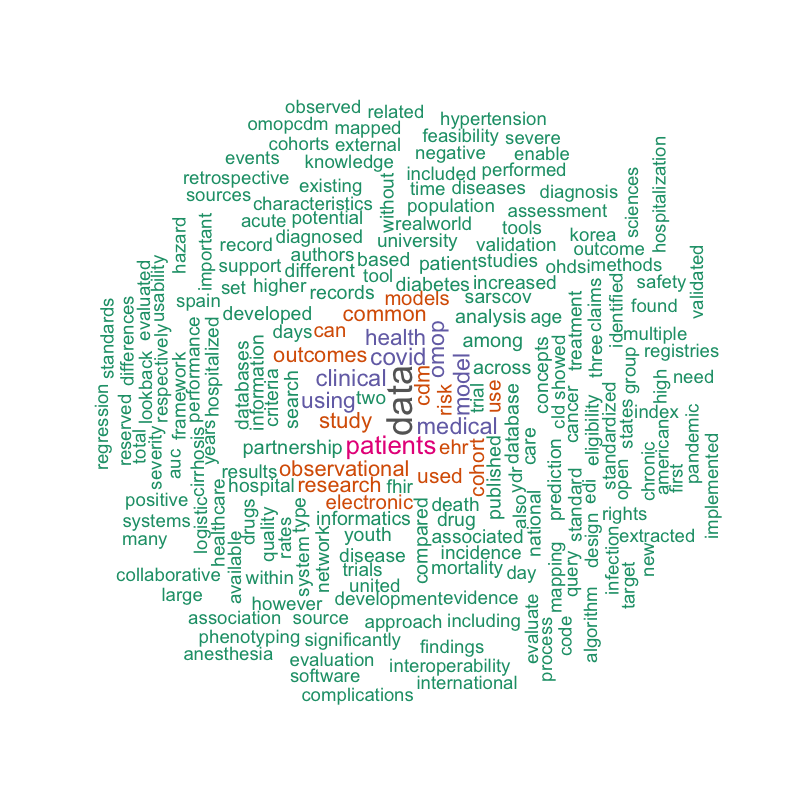 observed
related
omopcdm
mapped
hypertension
cohorts
external
feasibility
severe
events
knowledge
negative
enable
retrospective
existing
included
performed
sources
time
diseases
diagnosis
characteristics
without
population
assessment
sciences
hospitalization
acute
potential
realworld
tools
hazard
important
record
diagnosed
university
validation
korea
outcome
authors
based
patient
studies
ohdsi
methods
support
different
tool
diabetes
increased
safety
set
higher
records
sarscov
claims
identified
found
validated
spain
models
developed
common
analysis
age
treatment
three
multiple
standards
differences
evaluated
usability
days
can
health
omop
among
registries
lookback
respectively
performance
hospitalized
outcomes
covid
model
across
concepts
showed
group
need
databases
information
criteria
search
clinical
data
cdm
risk
use
trial
high
framework
using
two
cld
cancer
eligibility
standardized
states
index
american
pandemic
regression
reserved
total
severity
auc
cirrhosis
years
study
medical
database
care
partnership
patients
ehr
cohort
published
ydr
prediction
open
chronic
first
implemented
results
observational
used
positive
logistic
healthcare
hospital
research
fhir
also
national
standard
edi
rights
systems
drugs
quality
rates
type
electronic
death
many
informatics
drug
extracted
available
system
network
youth
compared
associated
query
design
infection
new
disease
incidence
collaborative
within
trials
mortality
day
mapping
target
large
united
however
development
evidence
code
algorithm
association
source
approach
including
evaluate
process
phenotyping
significantly
findings
anesthesia
evaluation
interoperability
software
international
complications